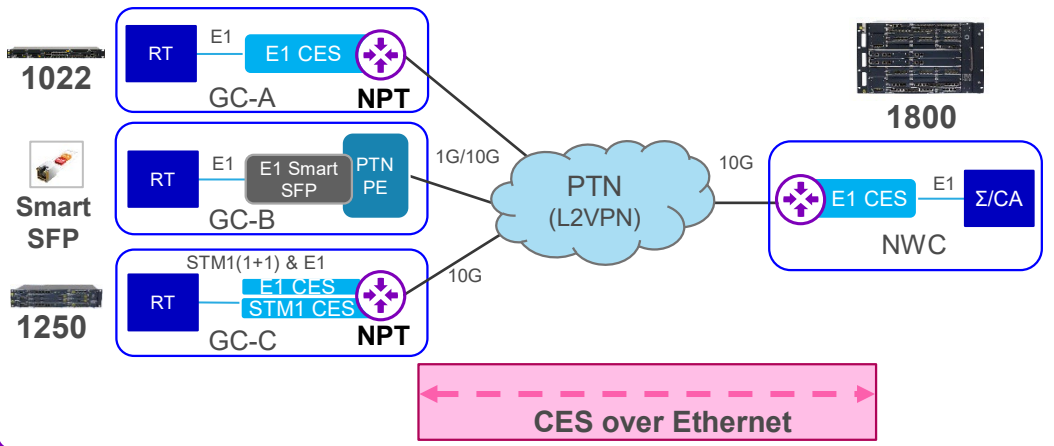 1022
RT
E1
E1 CES
GC-A
NPT
Smart
SFP
RT
E1
E1 Smart
SFP
PTN
PE
GC-B
1G/10G
1250
STM1(1+1) & E1
RT
E1 CES
STM1 CES
GC-C
NPT
10G
PTN
(L2VPN)
10G
1800
E1 CES
E1
Σ/CA
NWC
CES over Ethernet